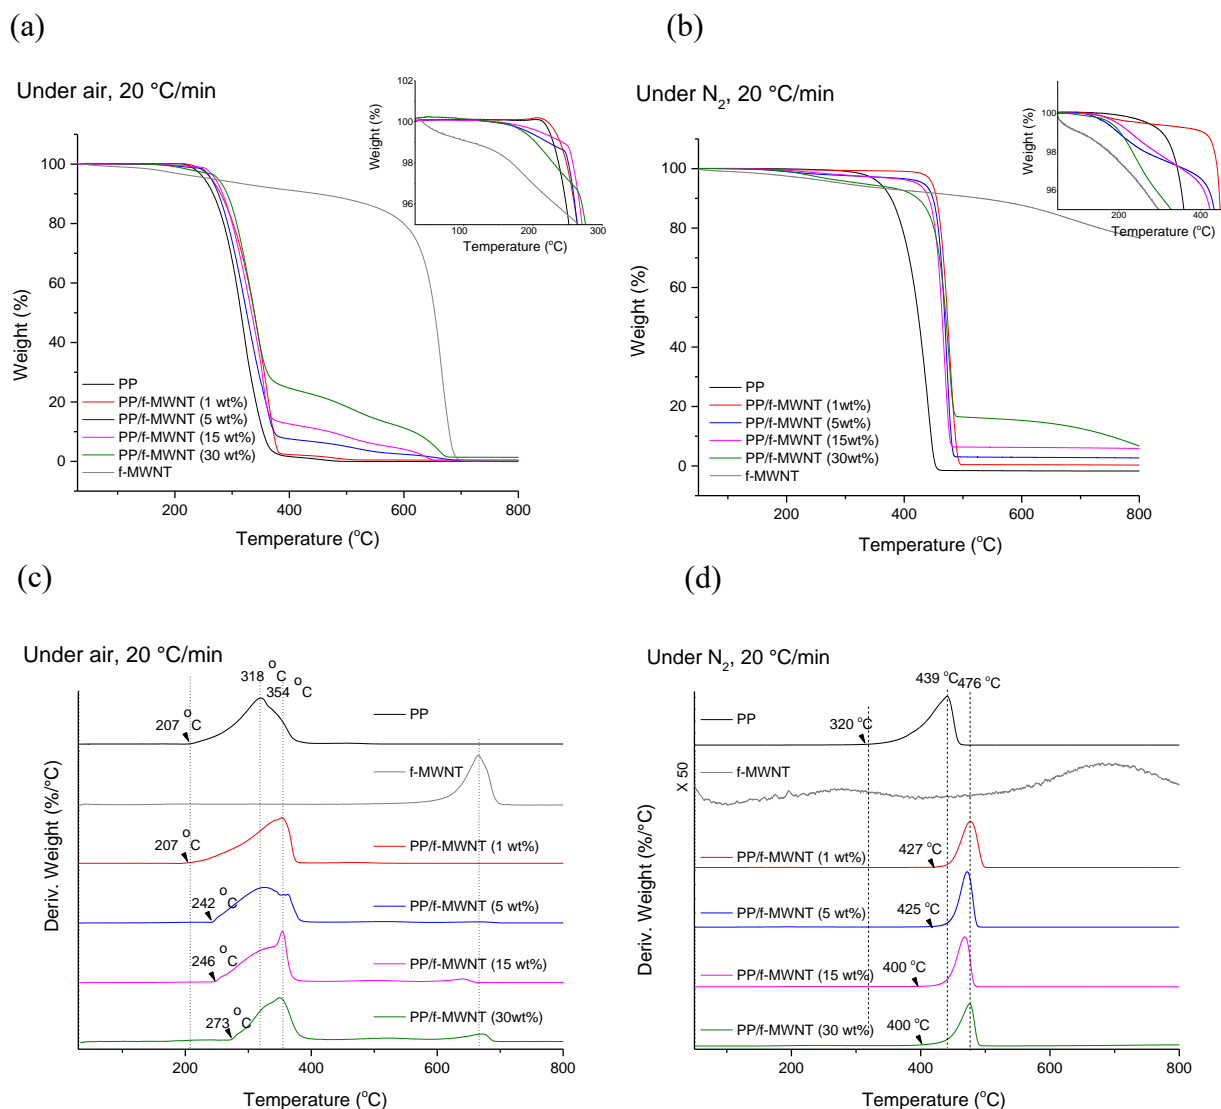 (a)
Under air, 20 °C/min
Weight (%)
100
80
60
40
20
0
200
400
600
800
Temperature (°C)
PP
PP/f-MWNT (1 wt%)
PP/f-MWNT (5 wt%)
PP/f-MWNT (15 wt%)
PP/f-MWNT (30 wt%)
f-MWNT
Weight (%)
102
100
98
96
100
200
300
Temperature (°C)
(b)
Under N₂, 20 °C/min
Weight (%)
100
80
60
40
20
0
200
400
600
800
Temperature (°C)
PP
PP/f-MWNT (1wt%)
PP/f-MWNT (5wt%)
PP/f-MWNT (15wt%)
PP/f-MWNT (30wt%)
f-MWNT
Weight (%)
100
98
96
200
400
Temperature (°C)
(c)
Under air, 20 °C/min
Deriv. Weight (%/°C)
318 °C
354 °C
207 °C
PP
f-MWNT
207 °C
PP/f-MWNT (1 wt%)
242 °C
PP/f-MWNT (5 wt%)
246 °C
PP/f-MWNT (15 wt%)
273 °C
PP/f-MWNT (30wt%)
200
400
600
800
Temperature (°C)
(d)
Under N₂, 20 °C/min
Deriv. Weight (%/°C)
439 °C
476 °C
320 °C
PP
X 50
f-MWNT
PP/f-MWNT (1 wt%)
427 °C
PP/f-MWNT (5 wt%)
425 °C
PP/f-MWNT (15 wt%)
400 °C
PP/f-MWNT (30 wt%)
400 °C
200
400
600
800
Temperature (°C)